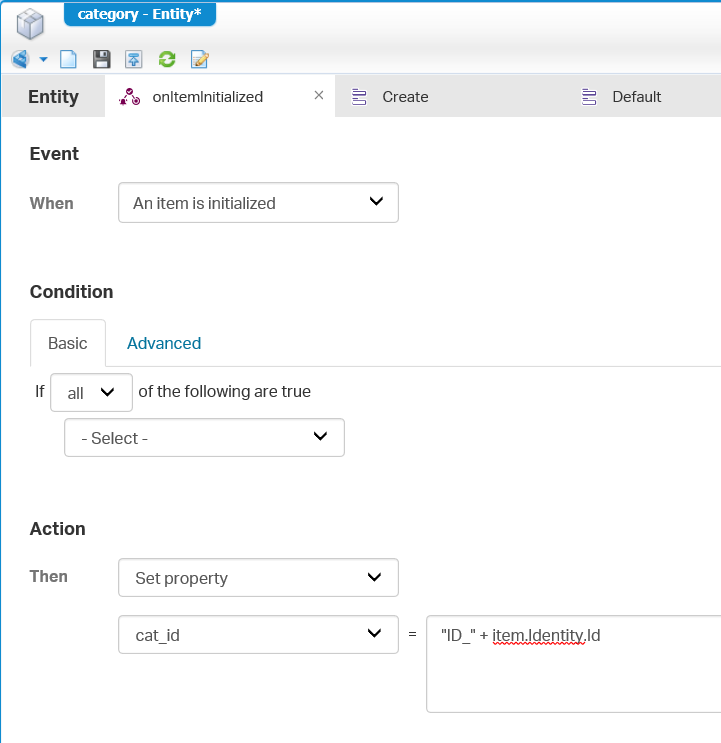 category - Entity*
Entity onItemInitialized × Create Default
Event
When An item is initialized
Condition
Basic Advanced
If all of the following are true
- Select -
Action
Then Set property
cat_id = "ID_" + item.Identity.Id